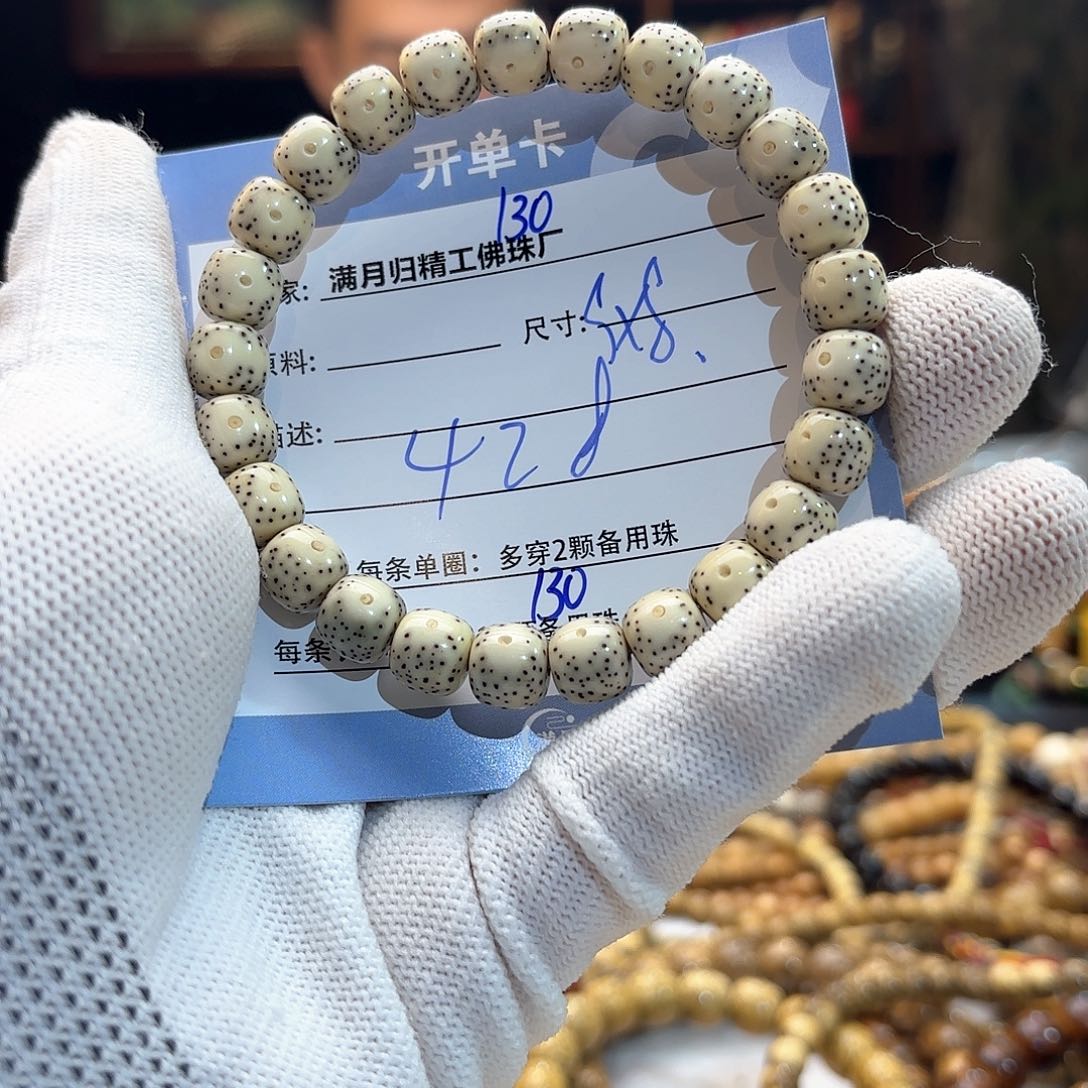 开单卡
130
家: 满月归精工佛珠厂
料: 尺寸:
述:
428
每条单圈: 多穿2颗备用珠
130
每条